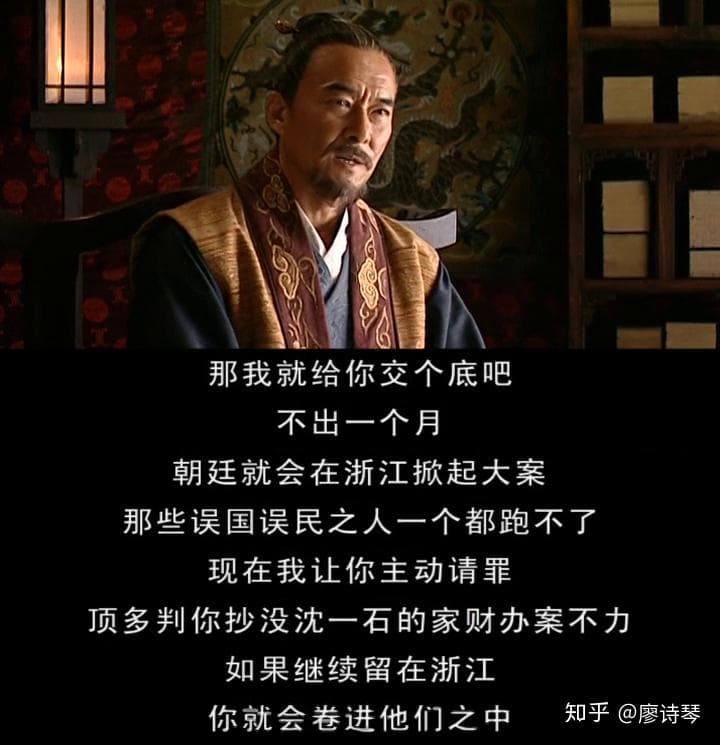 那我就给你交个底吧
不出一个月
朝廷就会在浙江掀起大案
那些误国误民之人一个都跑不了
现在我让你主动请罪
顶多判你抄没沈一石的家财办案不力
如果继续留在浙江
你就会卷进他们之中
知乎 @廖诗琴